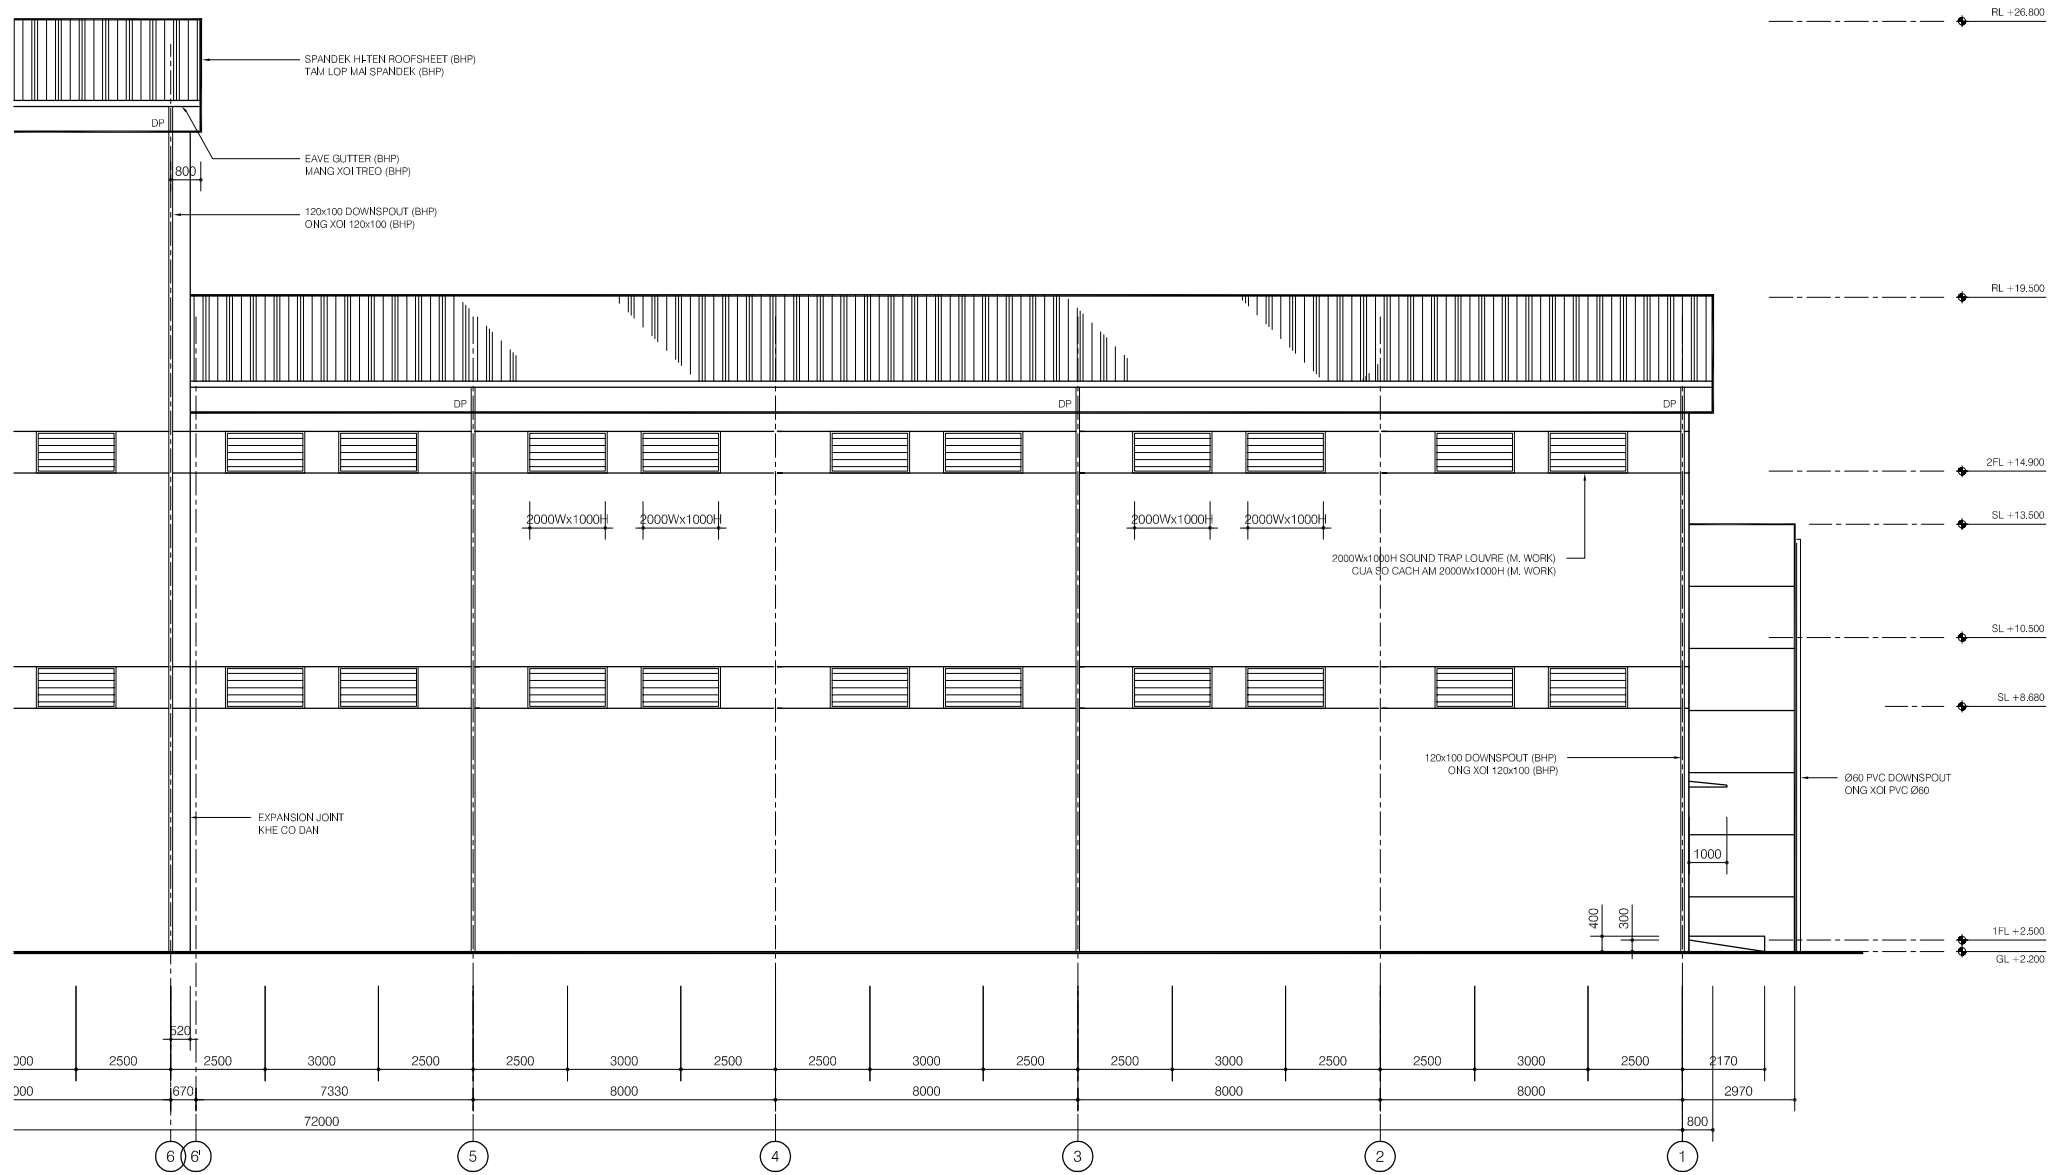 RL +26.800
SPANDEK HI-TEN ROOFSHEET (BHP)
TAM LOP MAI SPANDEK (BHP)
DP
EAVE GUTTER (BHP)
MANG XOI TREO (BHP)
800
120x100 DOWNSPOUT (BHP)
ONG XOI 120x100 (BHP)
RL +19.500
DP DP DP
2FL +14.900
2000Wx1000H 2000Wx1000H 2000Wx1000H 2000Wx1000H
SL +13.500
2000Wx1000H SOUND TRAP LOUVRE (M. WORK)
CUA SO CACH AM 2000Wx1000H (M. WORK)
SL +10.500
SL +8.680
120x100 DOWNSPOUT (BHP)
ONG XOI 120x100 (BHP)
Ø60 PVC DOWNSPOUT
ONG XOI PVC Ø60
EXPANSION JOINT
KHE CO DAN
1000
400 300
1FL +2.500
GL +2.200
520
000 2500 2500 3000 2500 2500 3000 2500 2500 3000 2500 2500 3000 2500 2500 3000 2500 2170
000 670 7330 8000 8000 8000 8000 2970
72000 800
6 6' 5 4 3 2 1